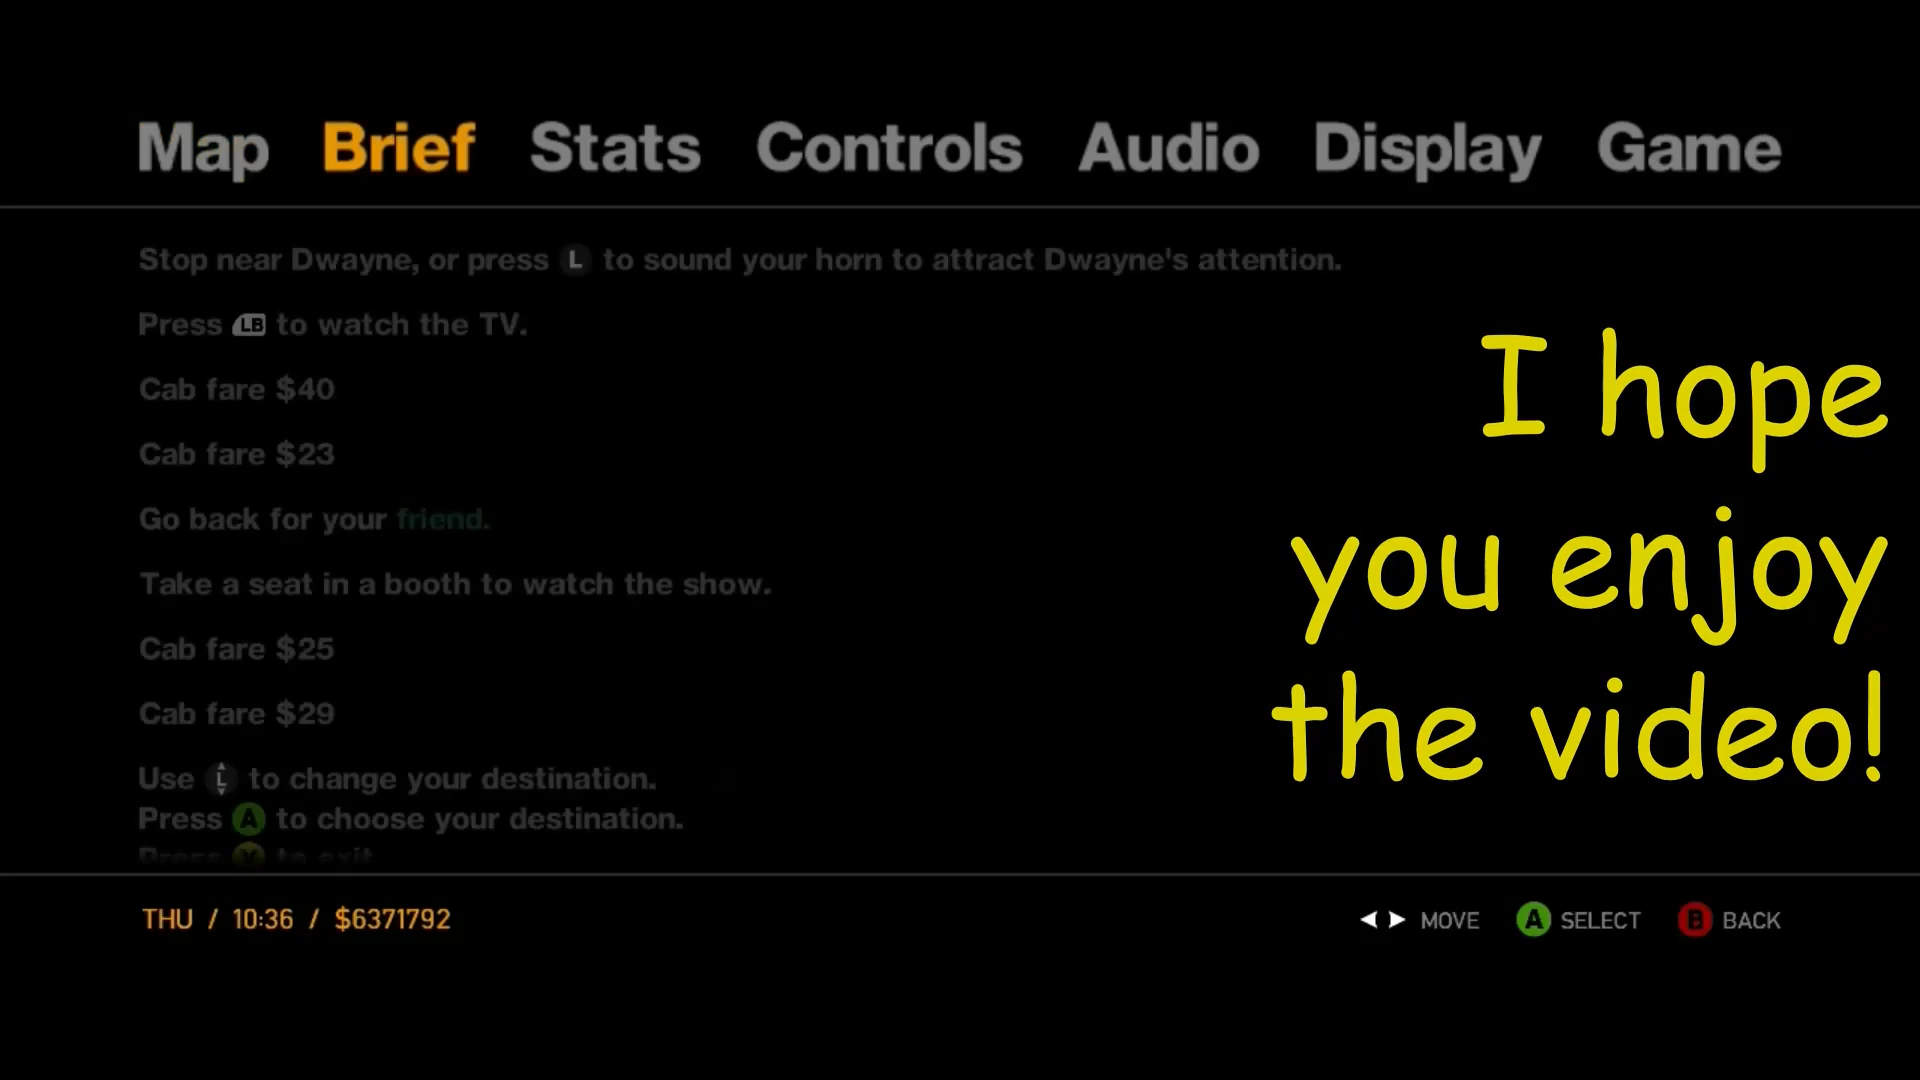 Map Brief Stats Controls Audio Display Game
Stop near Dwayne, or press L to sound your horn to attract Dwayne's attention.
Press LB to watch the TV.
Cab fare $40
Cab fare $23
Go back for your friend.
Take a seat in a booth to watch the show.
Cab fare $25
Cab fare $29
Use L to change your destination.
Press A to choose your destination.
Press Y to exit
I hope
you enjoy
the video!
THU / 10:36 / $6371792
MOVE A SELECT B BACK